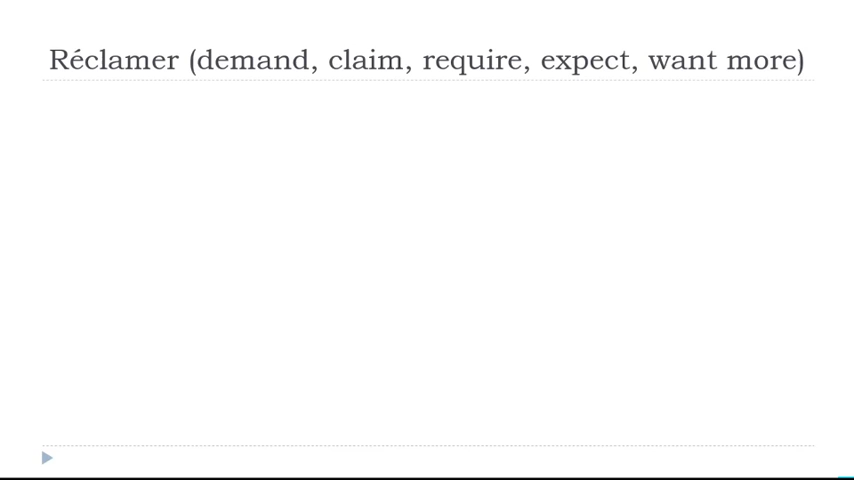 Réclamer (demand, claim, require, expect, want more)